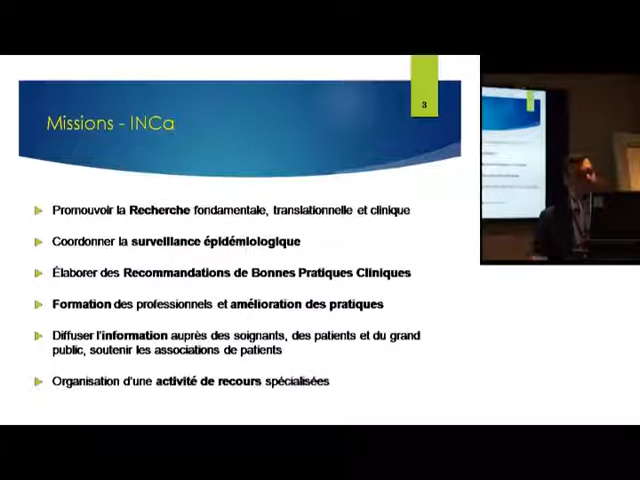 3
Missions - INCa
Promouvoir la Recherche fondamentale, translationnelle et clinique
Coordonner la surveillance épidémiologique
Élaborer des Recommandations de Bonnes Pratiques Cliniques
Formation des professionnels et amélioration des pratiques
Diffuser l'information auprès des soignants, des patients et du grand
public, soutenir les associations de patients
Organisation d'une activité de recours spécialisées